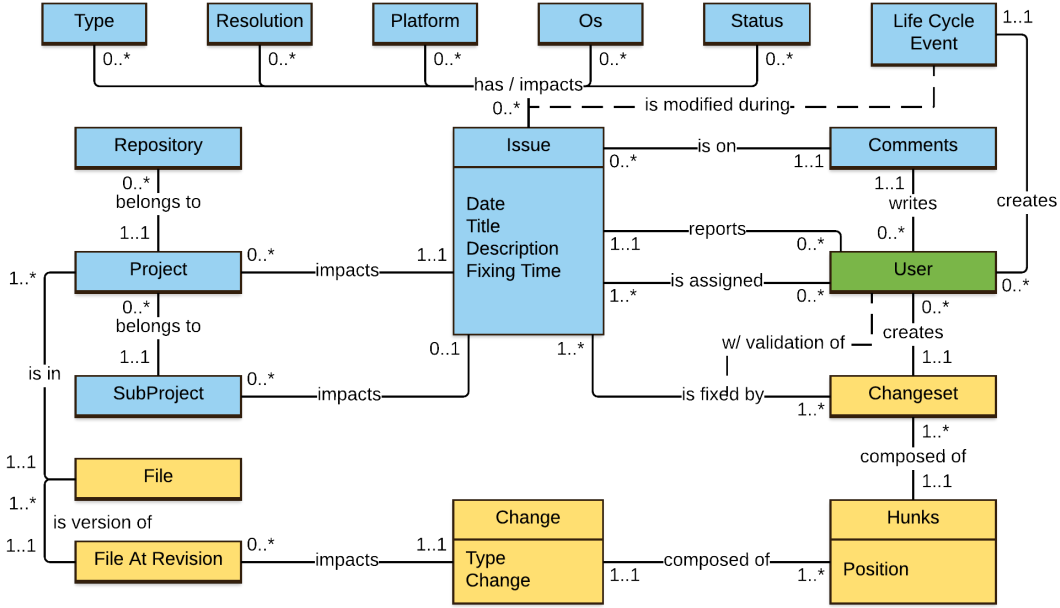 Type
Resolution
Platform
Os
Status
Life Cycle
Event
1..1
0..*
0..*
0..*
0..*
0..*
has / impacts
0..*
is modified during
Repository
Issue
Comments
0..*
is on
1..1
0..*
belongs to
1..1
1..1
writes
0..*
creates
Date
Title
Description
Fixing Time
Project
0..*
impacts
1..1
1..*
reports
1..1
0..*
is assigned
1..*
0..*
User
0..*
0..*
belongs to
1..1
0..1
1..*
w/ validation of
0..*
creates
1..1
is in
SubProject
0..*
impacts
is fixed by
1..*
Changeset
1..*
composed of
1..1
1..1
File
1..*
is version of
1..1
File At Revision
0..*
impacts
1..1
Change
Type
Change
composed of
1..1
1..*
Hunks
Position